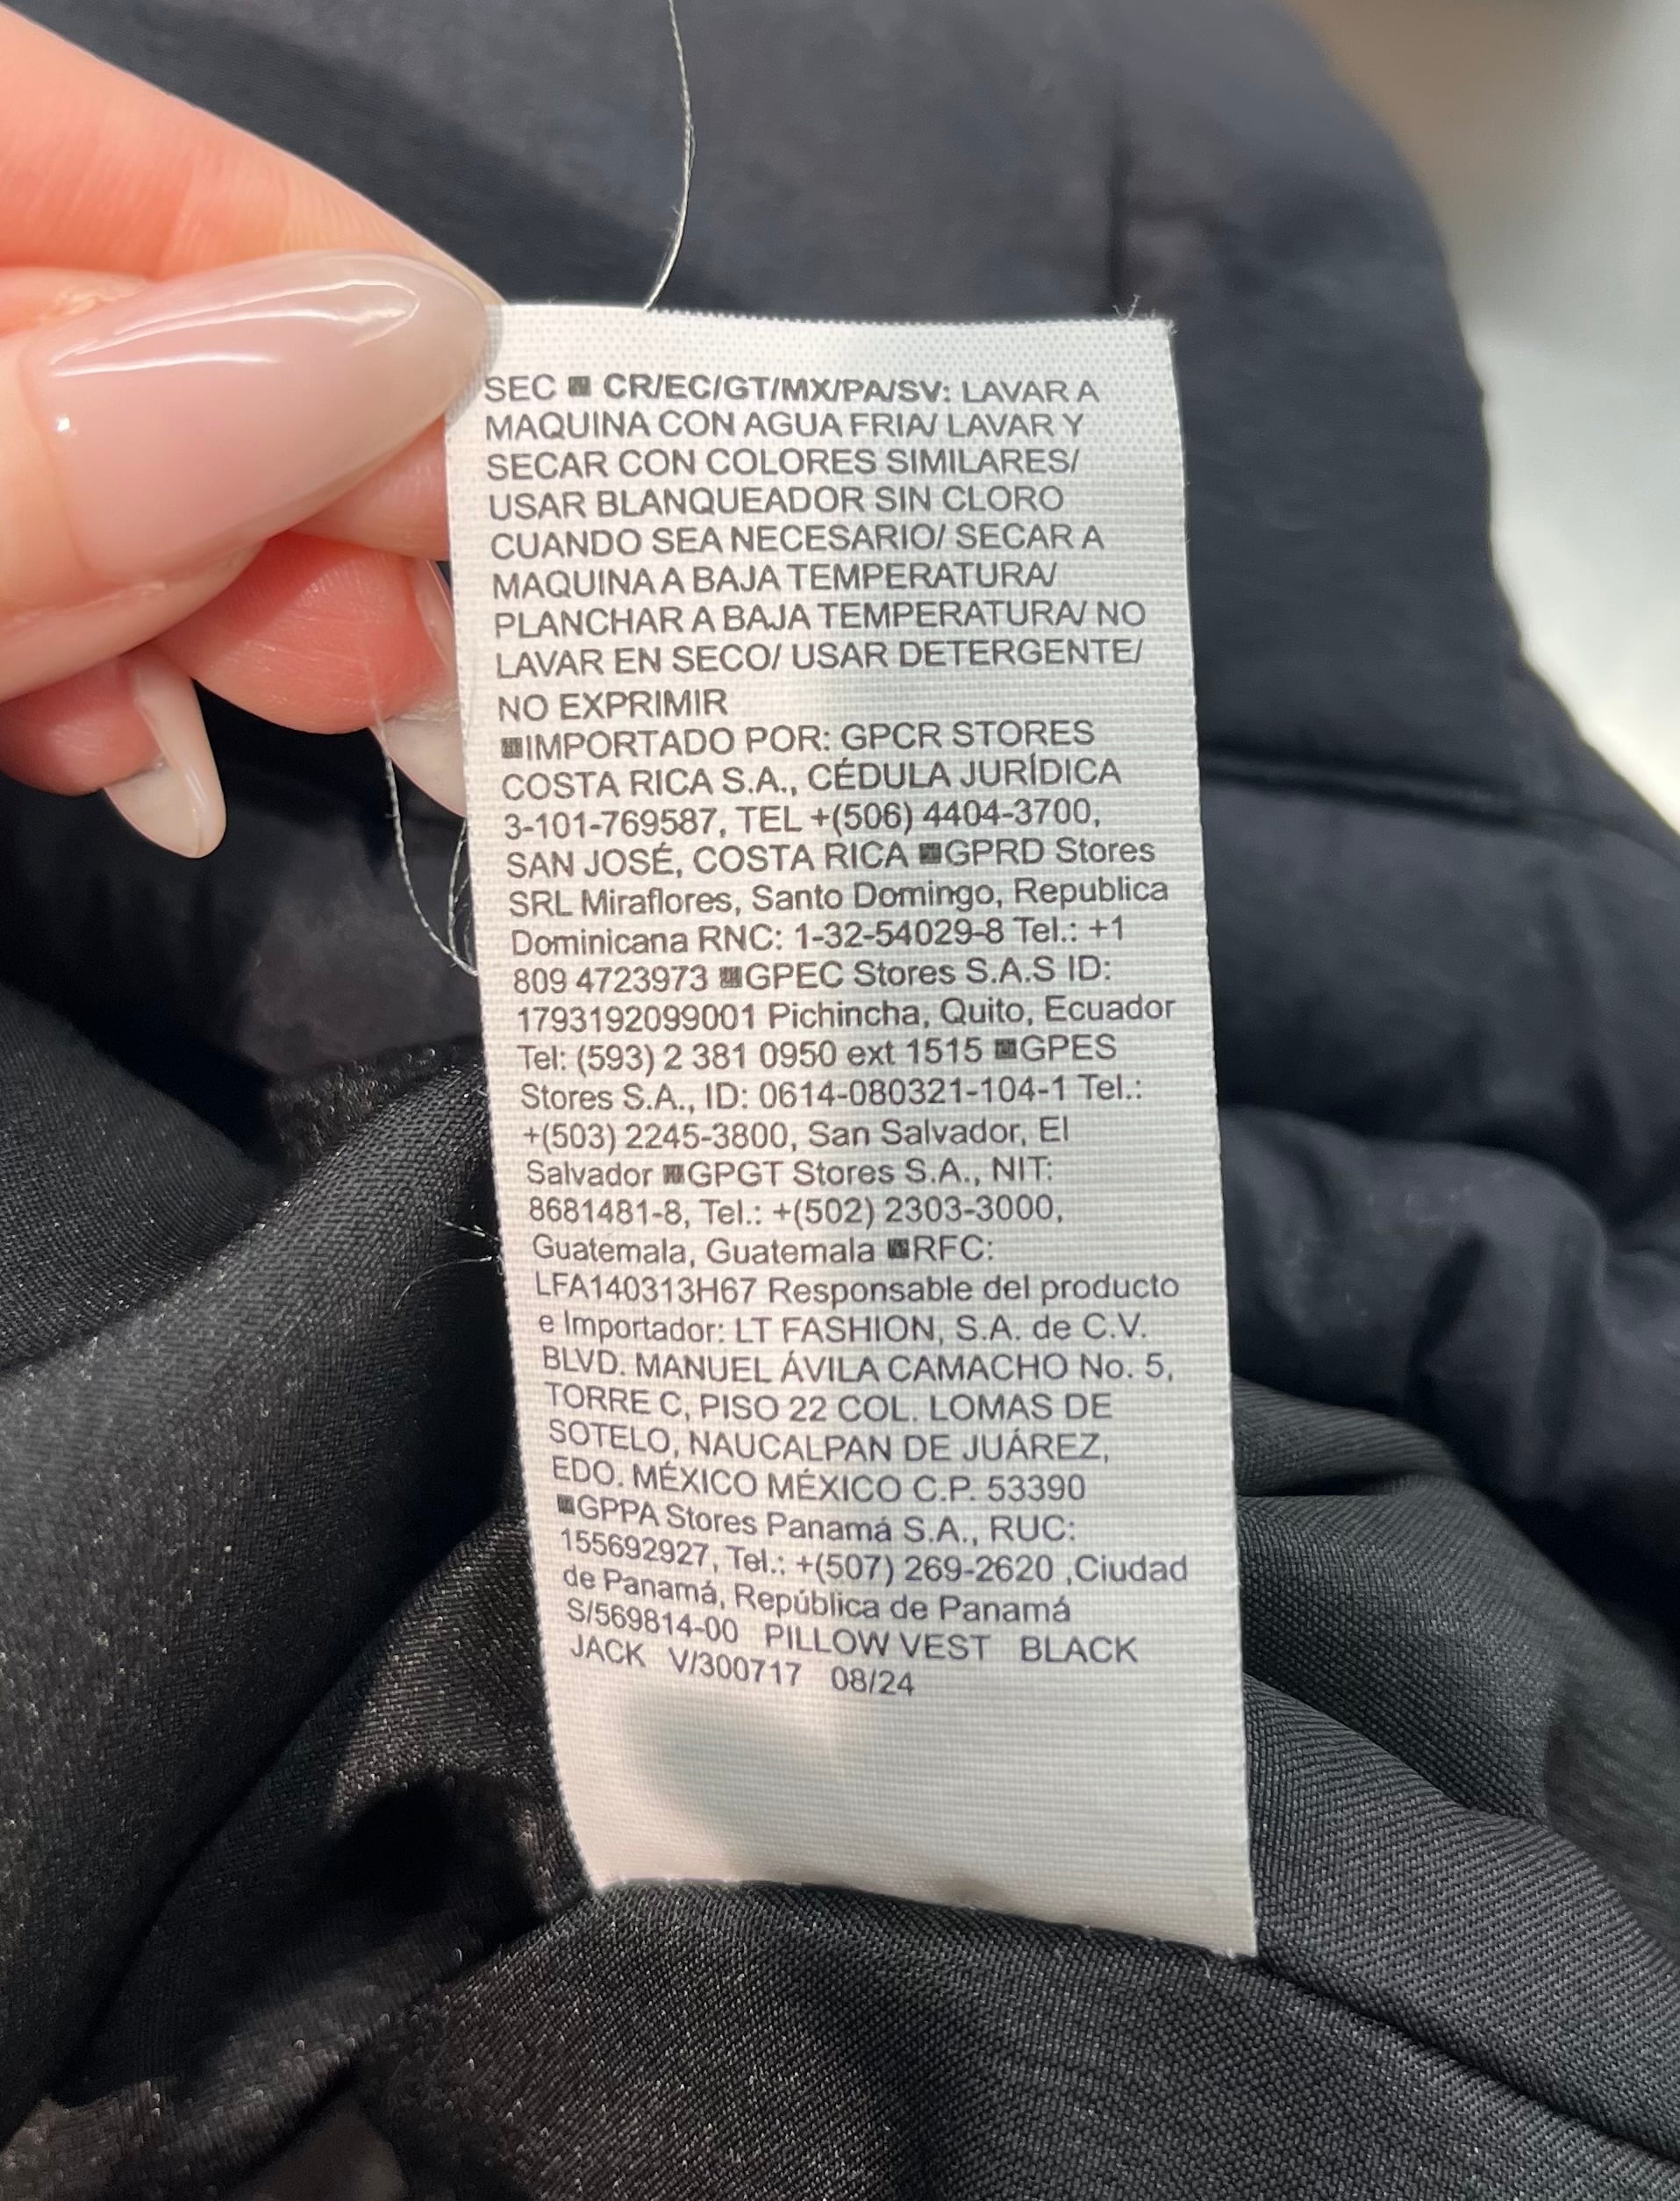 SEC ■ CR/EC/GT/MX/PA/SV: LAVAR A
MAQUINA CON AGUA FRIA/ LAVAR Y
SECAR CON COLORES SIMILARES/
USAR BLANQUEADOR SIN CLORO
CUANDO SEA NECESARIO/ SECAR A
MAQUINA A BAJA TEMPERATURA/
PLANCHAR A BAJA TEMPERATURA/ NO
LAVAR EN SECO/ USAR DETERGENTE/
NO EXPRIMIR
■IMPORTADO POR: GPCR STORES
COSTA RICA S.A., CÉDULA JURÍDICA
3-101-769587, TEL +(506) 4404-3700,
SAN JOSÉ, COSTA RICA ■GPRD Stores
SRL Miraflores, Santo Domingo, Republica
Dominicana RNC: 1-32-54029-8 Tel.: +1
809 4723973 ■GPEC Stores S.A.S ID:
1793192099001 Pichincha, Quito, Ecuador
Tel: (593) 2 381 0950 ext 1515 ■GPES
Stores S.A., ID: 0614-080321-104-1 Tel.:
+(503) 2245-3800, San Salvador, El
Salvador ■GPGT Stores S.A., NIT:
8681481-8, Tel.: +(502) 2303-3000,
Guatemala, Guatemala ■RFC:
LFA140313H67 Responsable del producto
e Importador: LT FASHION, S.A. de C.V.
BLVD. MANUEL ÁVILA CAMACHO No. 5,
TORRE C, PISO 22 COL. LOMAS DE
SOTELO, NAUCALPAN DE JUÁREZ,
EDO. MÉXICO MÉXICO C.P. 53390
■GPPA Stores Panamá S.A., RUC:
155692927, Tel.: +(507) 269-2620 ,Ciudad
de Panamá, República de Panamá
S/569814-00 PILLOW VEST BLACK
JACK V/300717 08/24